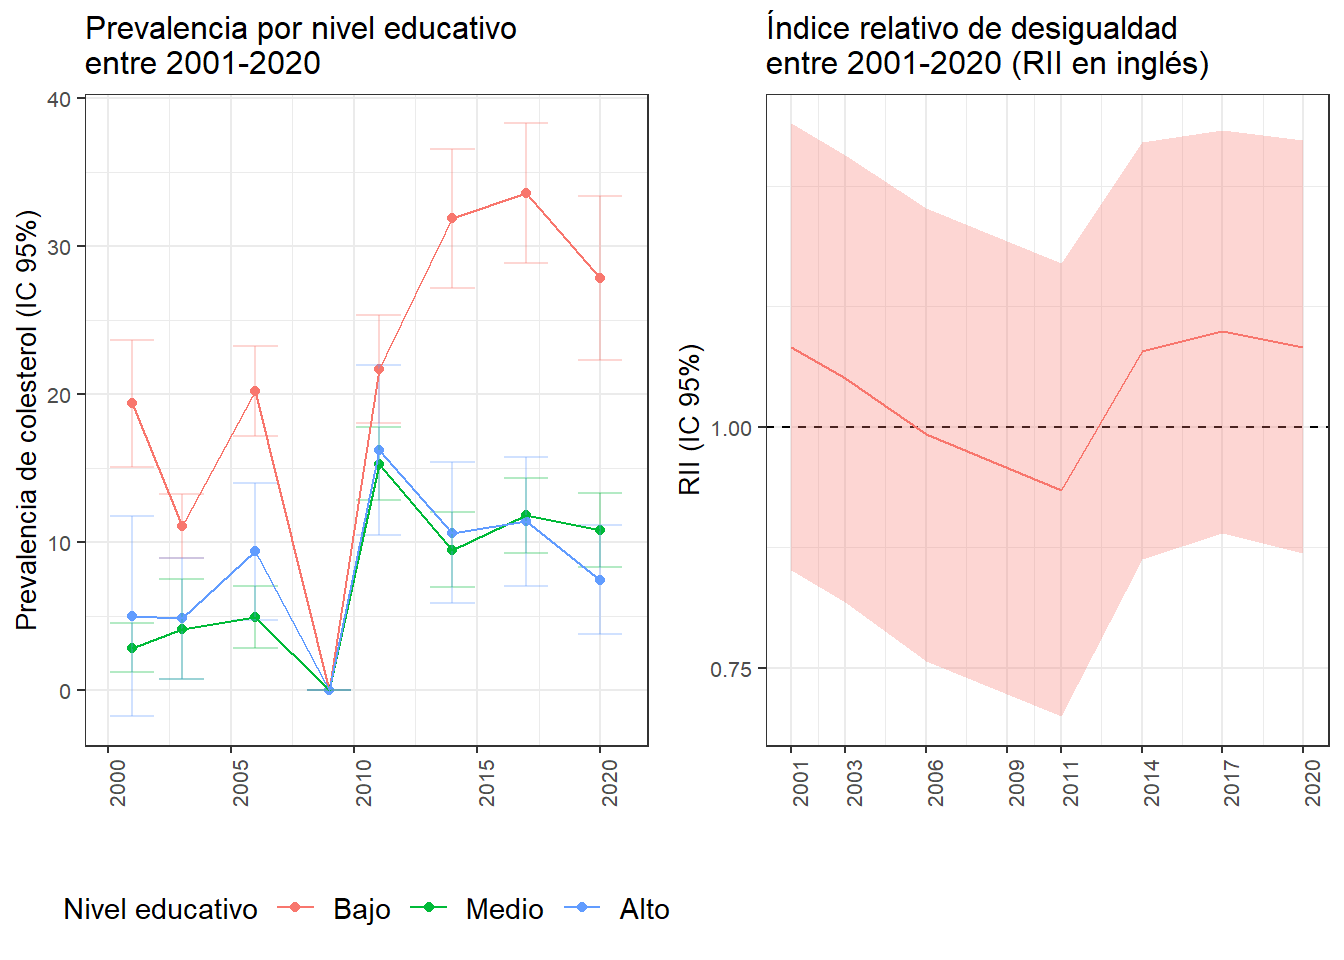 Prevalencia por nivel educativo
entre 2001-2020
Prevalencia de colesterol (IC 95%)
40
30
20
10
0
2000
2005
2010
2015
2020
Índice relativo de desigualdad
entre 2001-2020 (RII en inglés)
RII (IC 95%)
1.00
0.75
2001
2003
2006
2009
2011
2014
2017
2020
Nivel educativo Bajo Medio Alto